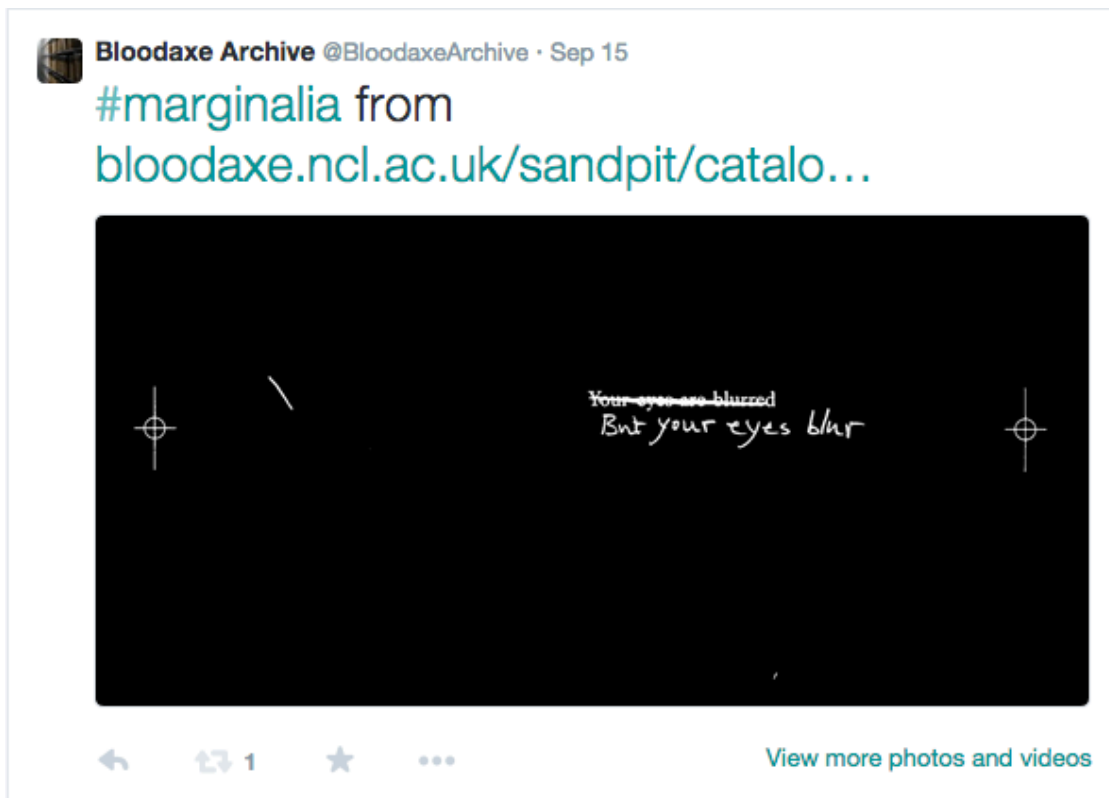 Bloodaxe Archive @BloodaxeArchive · Sep 15
#marginalia from
bloodaxe.ncl.ac.uk/sandpit/catalo...
Your eyes are blurred
But your eyes blur
1
View more photos and videos